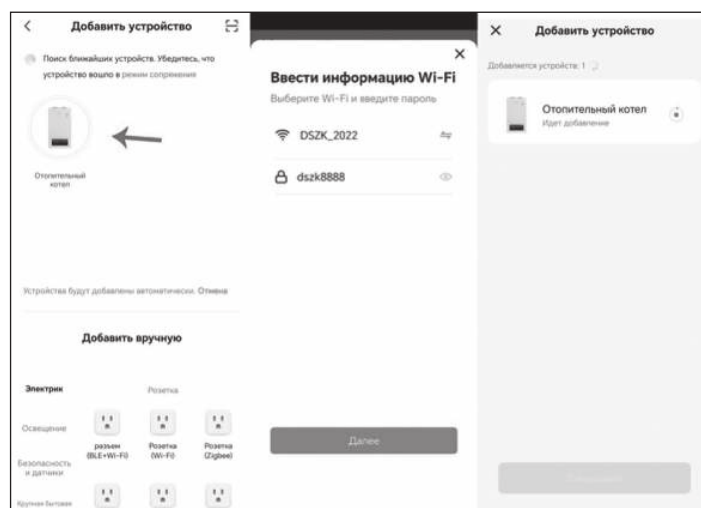 Добавить устройство
Поиск ближайших устройств. Убедитесь, что
устройство вошло в режим сопряжения
Отопительный
котел
Устройства будут добавлены автоматически. Отмена
Добавить вручную
Электрик
Розетка
Освещение
Безопасность
и датчики
Крупная бытовая
разъем
(BLE+Wi-Fi)
Розетка
(Wi-Fi)
Розетка
(Zigbee)
Ввести информацию Wi-Fi
Выберите Wi-Fi и введите пароль
DSZK_2022
dszk8888
Далее
Добавить устройство
Добавляется устройств: 1
Отопительный котел
Идет добавление